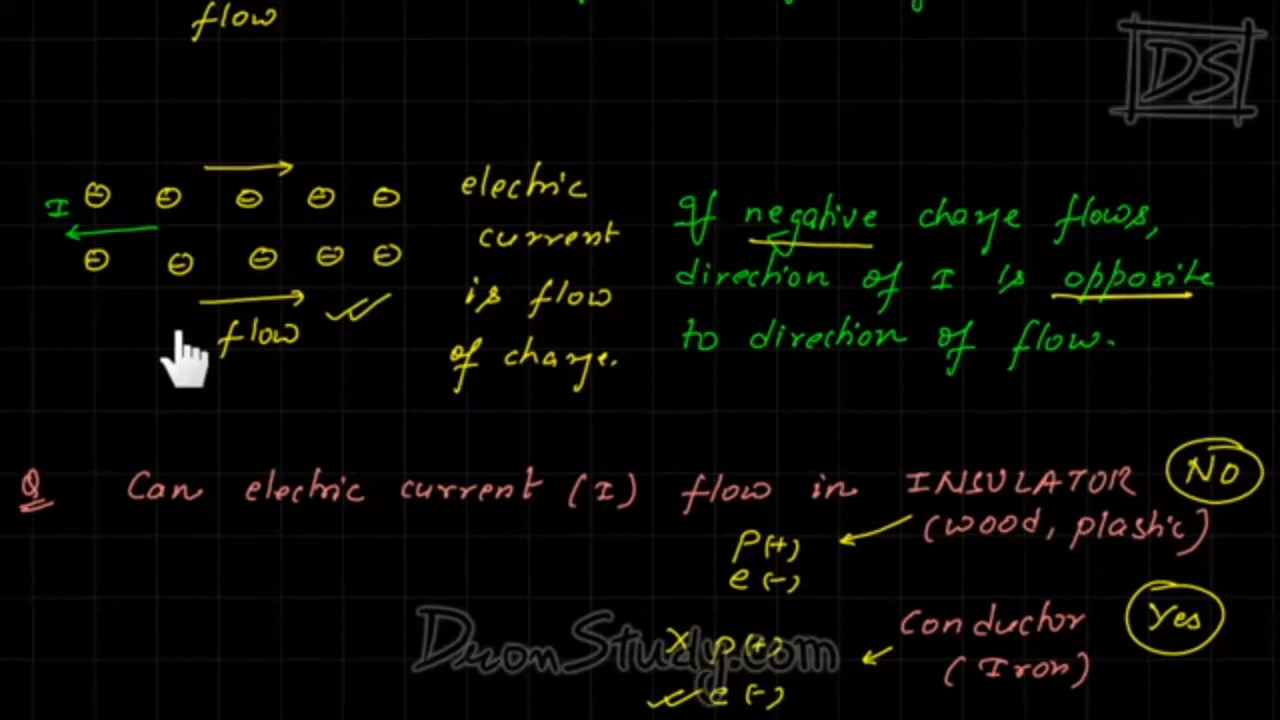 flow
DS
I
electric
current
is flow
of charge.
flow
If negative charge flows,
direction of I is opposite
to direction of flow.
Q Can electric current (I) flow in INSULATOR
(wood, plastic)
NO
P(+)
e(-)
Conductor
(Iron)
Yes
X P(+)
e(-)
DronStudy.com